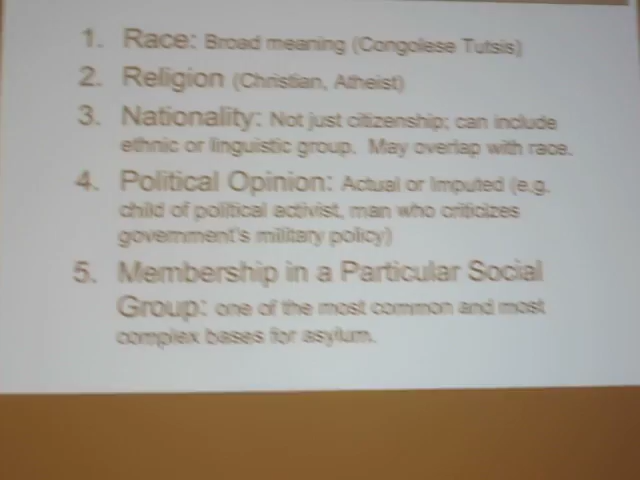 1. Race: Broad meaning (Congolese Tutsis)
2. Religion (Christian, Atheist)
3. Nationality: Not just citizenship; can include
ethnic or linguistic group. May overlap with race.
4. Political Opinion: Actual or Imputed (e.g.
child of political activist, man who criticizes
government's military policy)
5. Membership in a Particular Social
Group: one of the most common and most
complex bases for asylum.